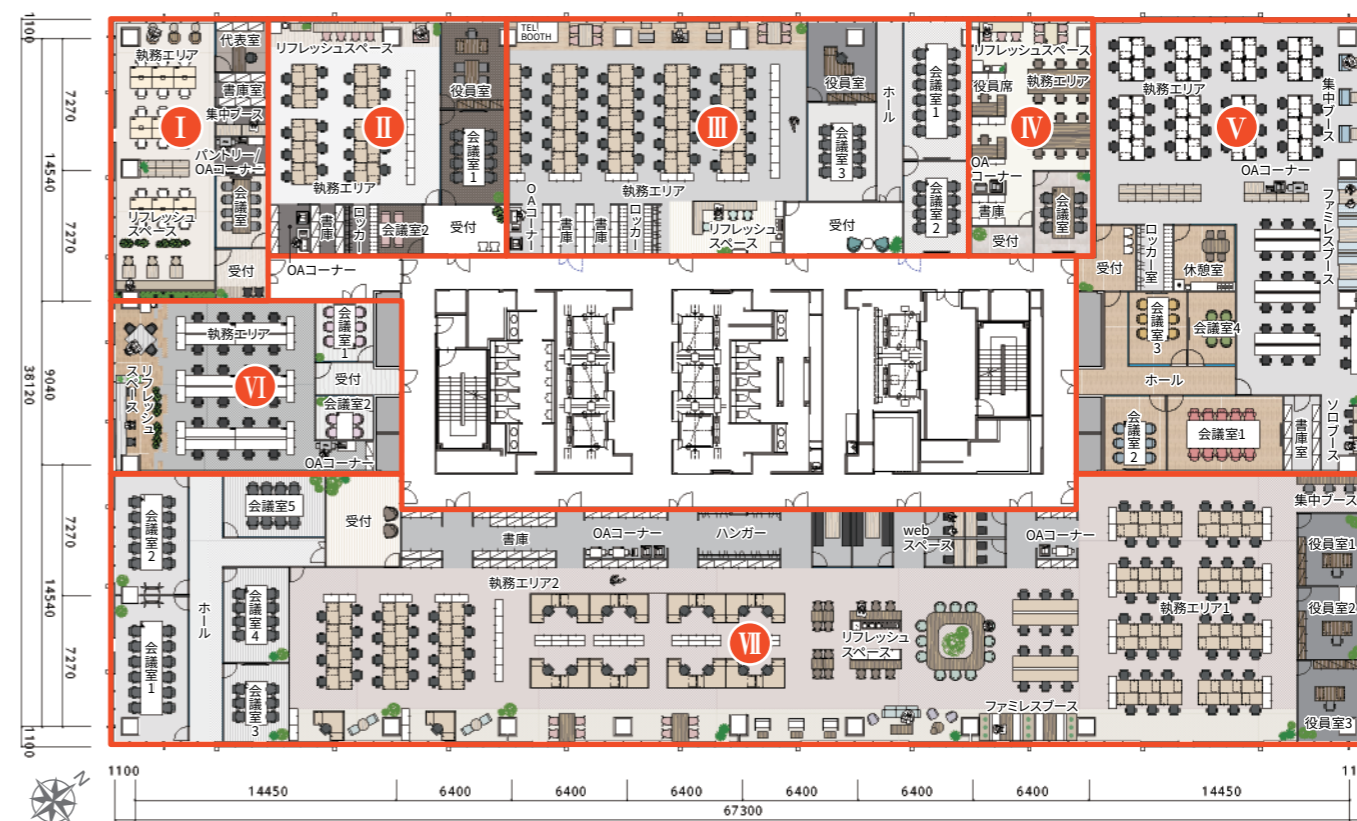 1100
7270
14540
7270
9040
36120
7270
14540
7270
1100
執務エリア
代表室
書庫室
集中ブース
Ⅰ
パントリー/
OAコーナー
会議室
リフレッシュ
スペース
受付
リフレッシュスペース
役員室
Ⅱ
会議室1
執務エリア
書庫
ロッカー
会議室2
受付
OAコーナー
TEL
BOOTH
役員室
会議室1
ホール
Ⅲ
会議室3
執務エリア
OAコーナー
書庫
書庫
ロッカー
リフレッシュ
スペース
受付
会議室2
リフレッシュスペース
役員席
執務エリア
Ⅳ
OA
コーナー
書庫
会議室
受付
執務エリア
集中ブース
Ⅴ
OAコーナー
ファミレスブース
受付
ロッカー室
休憩室
会議室3
会議室4
ホール
会議室2
会議室1
書庫室
ソロブース
執務エリア
会議室1
リフレッシュ
スペース
Ⅵ
受付
会議室2
OAコーナー
会議室2
会議室5
受付
書庫
OAコーナー
ハンガー
web
スペース
OAコーナー
集中ブース
役員室1
執務エリア2
ホール
会議室4
会議室1
会議室3
Ⅶ
リフレッシュ
スペース
執務エリア1
役員室2
ファミレスブース
役員室3
N
1100
14450
6400
6400
6400
6400
6400
6400
14450
11
67300